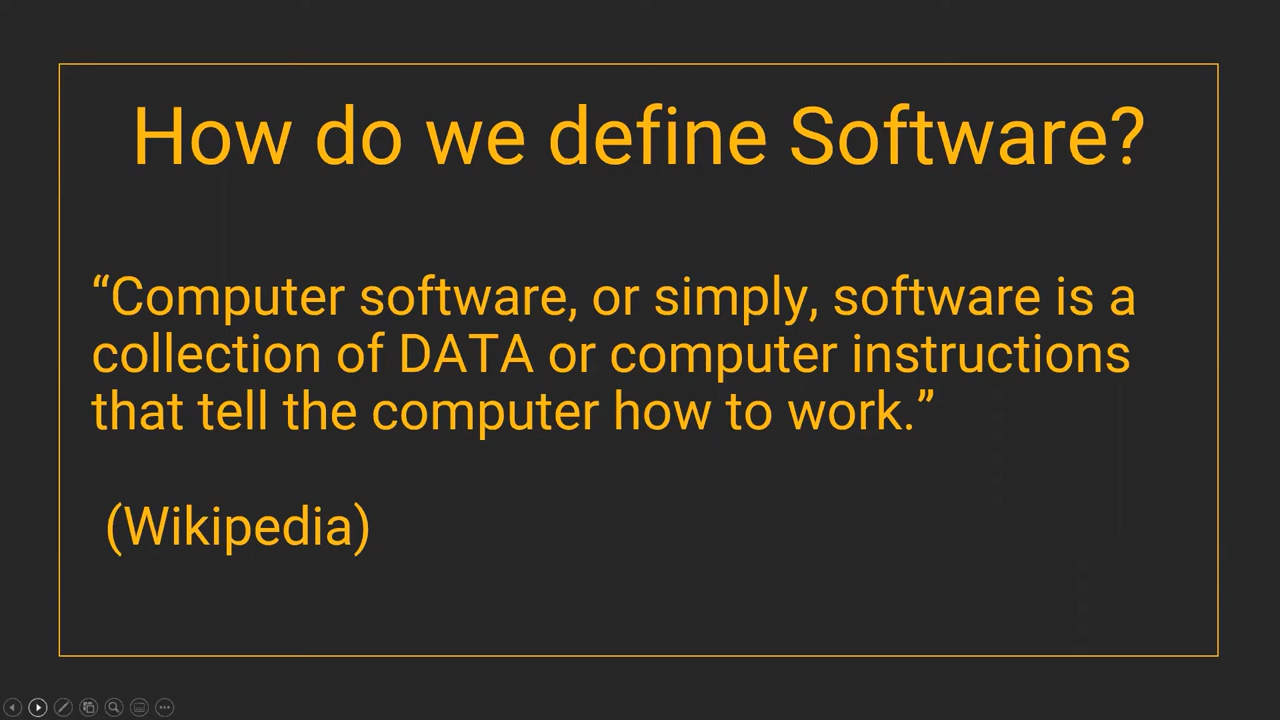 How do we define Software?
“Computer software, or simply, software is a
collection of DATA or computer instructions
that tell the computer how to work.”
(Wikipedia)